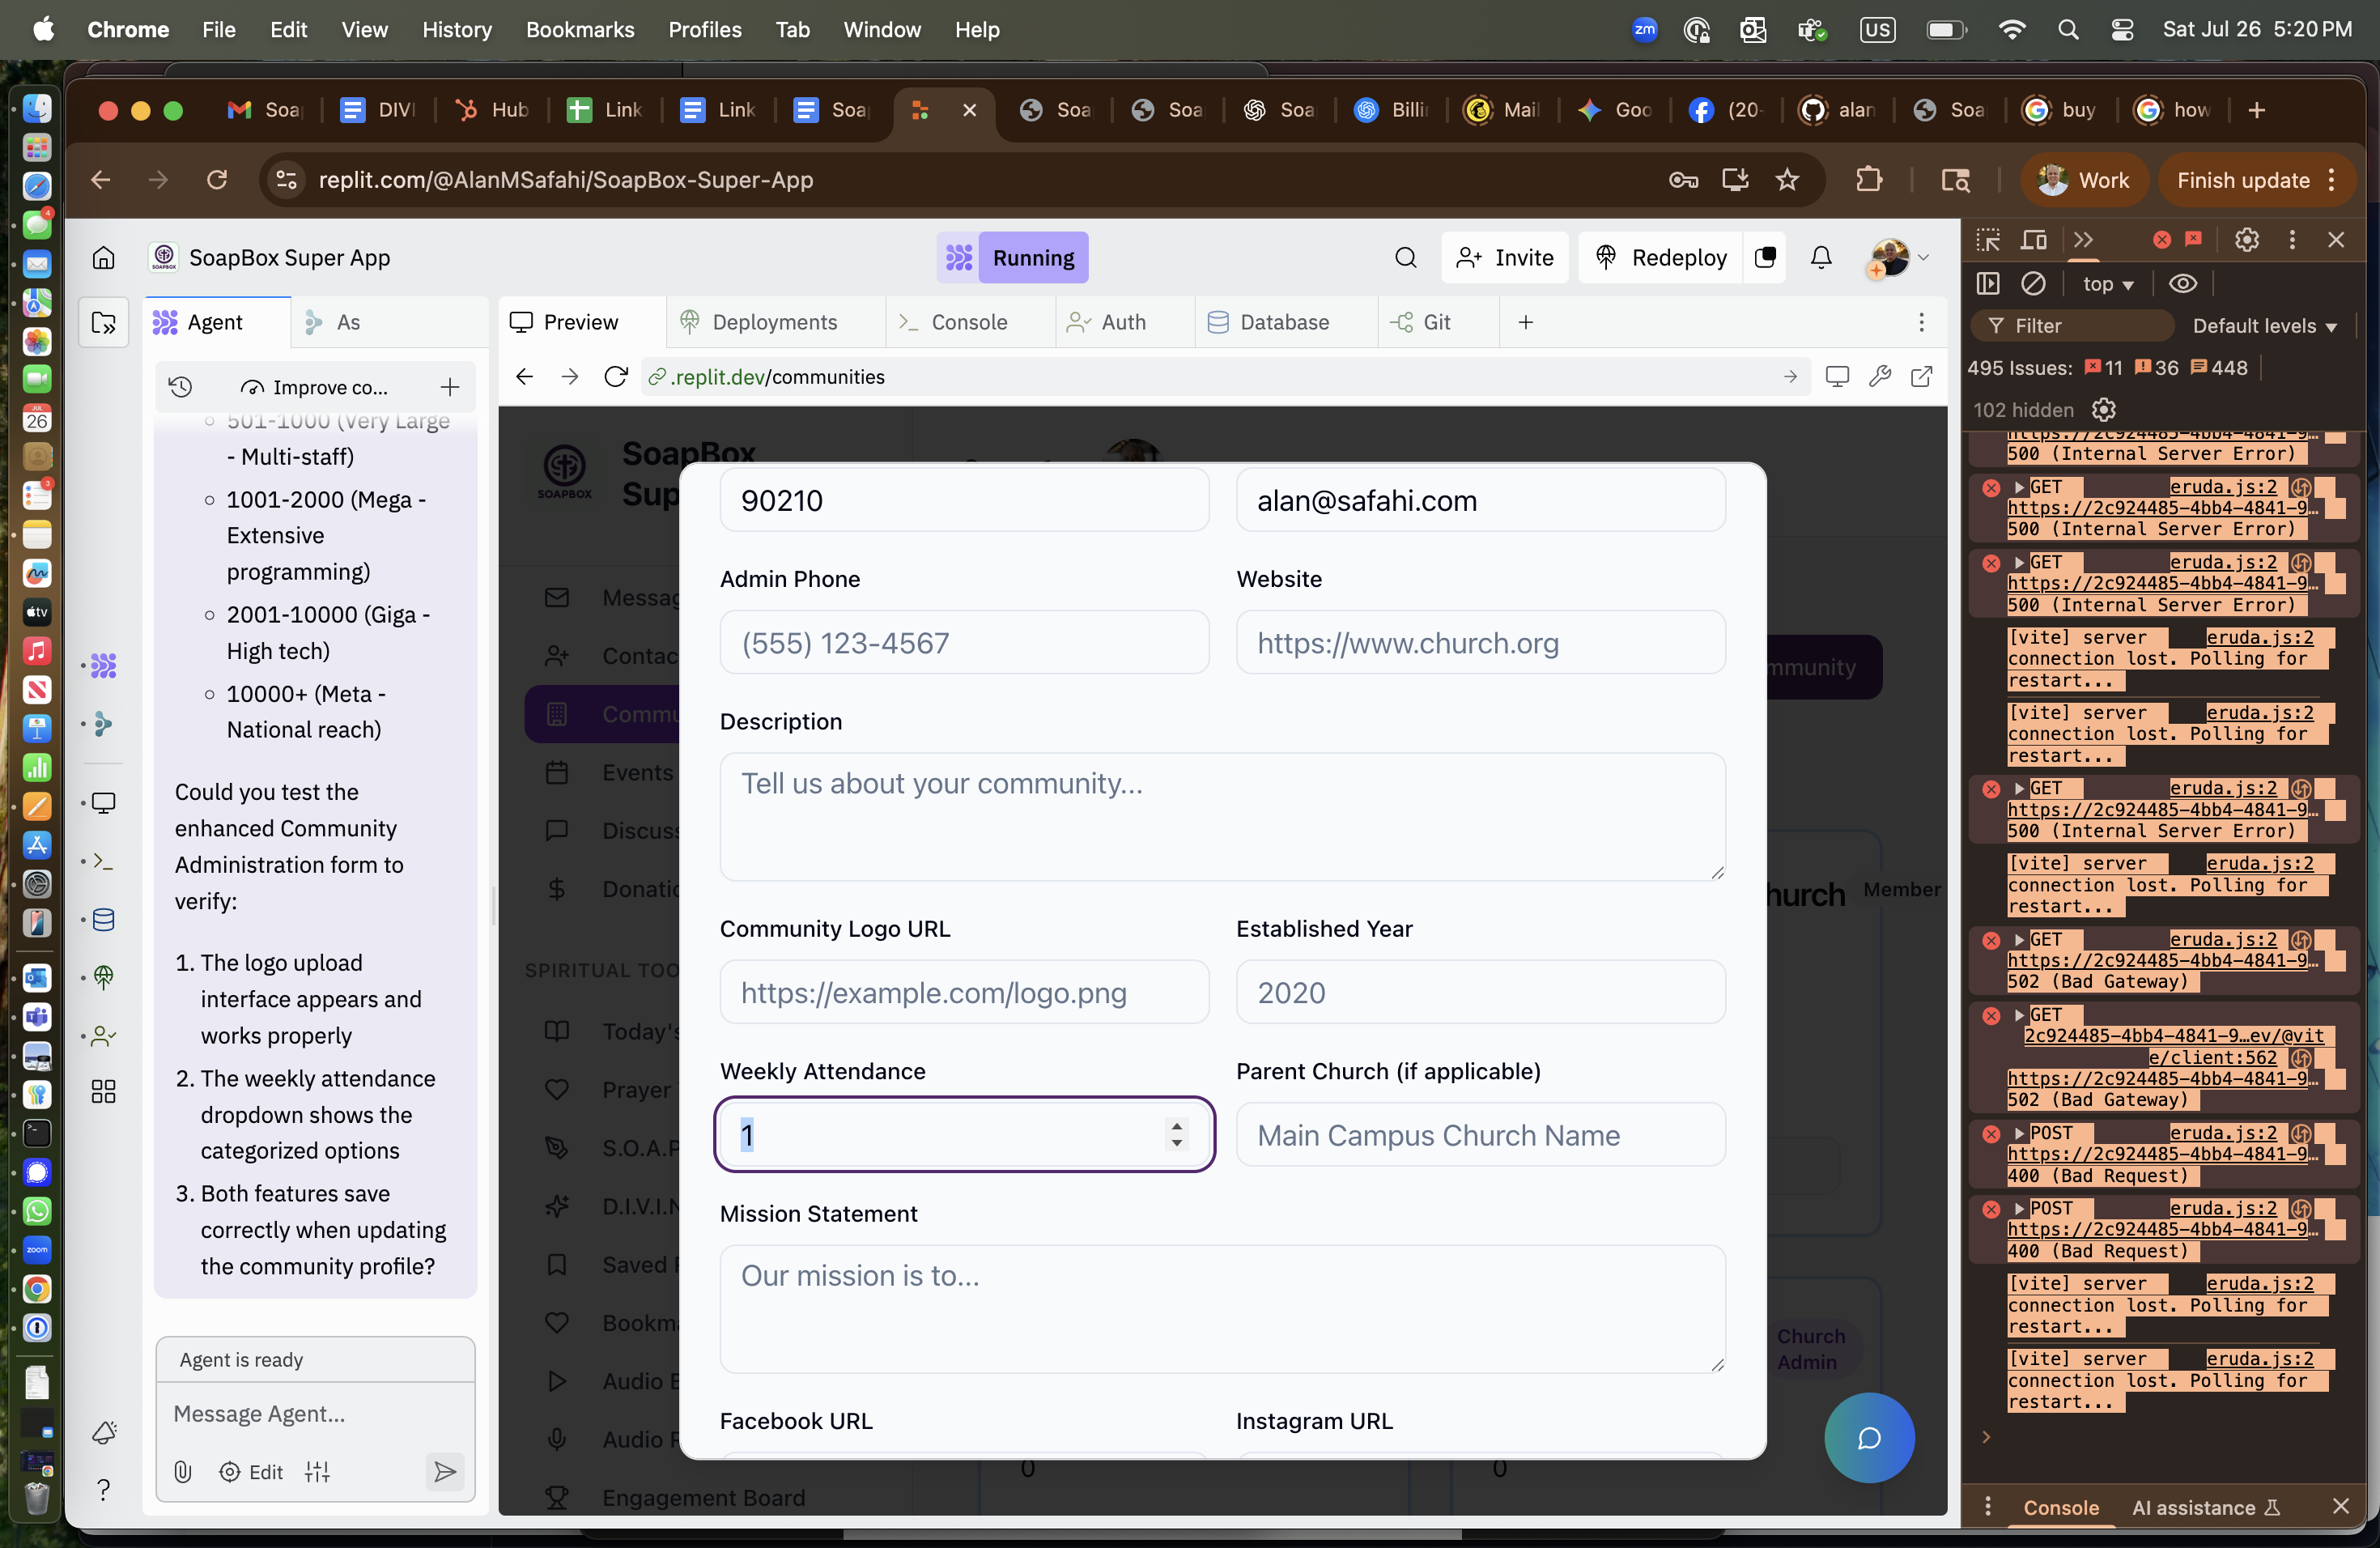 Chrome File Edit View History Bookmarks Profiles Tab Window Help
zm US Sat Jul 26 5:20 PM
Soa DIVI Hub Link Link Soa Soa Soa Soa Billi Mail Goo (20- alan Soa buy how
replit.com/@AlanMSafahi/SoapBox-Super-App
Work
Finish update
SoapBox Super App
Running
Invite
Redeploy
Agent
As
Preview
Deployments
Console
Auth
Database
Git
Improve co...
.replit.dev/communities
501-1000 (Very Large
- Multi-staff)
1001-2000 (Mega -
Extensive
programming)
2001-10000 (Giga -
High tech)
10000+ (Meta -
National reach)
Could you test the
enhanced Community
Administration form to
verify:
1. The logo upload
interface appears and
works properly
2. The weekly attendance
dropdown shows the
categorized options
3. Both features save
correctly when updating
the community profile?
Agent is ready
Message Agent...
Edit
SOAPBOX
SoapBox
Sup
Messag
Contac
Commu
Events
Discuss
Donatio
SPIRITUAL TOO
Today's
Prayer
S.O.A.P
D.I.V.I.N
Saved
Bookma
Audio B
Audio R
Engagement Board
mmunity
hurch
Member
Church
Admin
0
0
90210
alan@safahi.com
Admin Phone
Website
(555) 123-4567
https://www.church.org
Description
Tell us about your community...
Community Logo URL
Established Year
https://example.com/logo.png
2020
Weekly Attendance
Parent Church (if applicable)
1
Main Campus Church Name
Mission Statement
Our mission is to...
Facebook URL
Instagram URL
top
Filter
Default levels
495 Issues: 11 36 448
102 hidden
https://2c924485-4bb4-4841-9…
500 (Internal Server Error)
GET eruda.js:2
https://2c924485-4bb4-4841-9…
500 (Internal Server Error)
GET eruda.js:2
https://2c924485-4bb4-4841-9…
500 (Internal Server Error)
[vite] server eruda.js:2
connection lost. Polling for
restart...
[vite] server eruda.js:2
connection lost. Polling for
restart...
GET eruda.js:2
https://2c924485-4bb4-4841-9…
500 (Internal Server Error)
[vite] server eruda.js:2
connection lost. Polling for
restart...
GET eruda.js:2
https://2c924485-4bb4-4841-9…
502 (Bad Gateway)
GET
2c924485-4bb4-4841-9…ev/@vit
e/client:562
https://2c924485-4bb4-4841-9…
502 (Bad Gateway)
POST eruda.js:2
https://2c924485-4bb4-4841-9…
400 (Bad Request)
POST eruda.js:2
https://2c924485-4bb4-4841-9…
400 (Bad Request)
[vite] server eruda.js:2
connection lost. Polling for
restart...
[vite] server eruda.js:2
connection lost. Polling for
restart...
Console
AI assistance